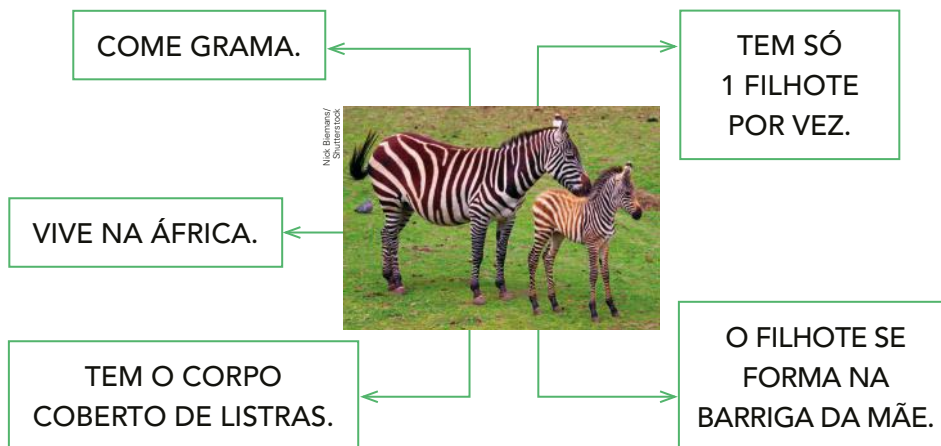 COME GRAMA.
TEM SÓ
1 FILHOTE
POR VEZ.
Nick Biemans/
Shutterstock
VIVE NA ÁFRICA.
TEM O CORPO
COBERTO DE LISTRAS.
O FILHOTE SE
FORMA NA
BARRIGA DA MÃE.